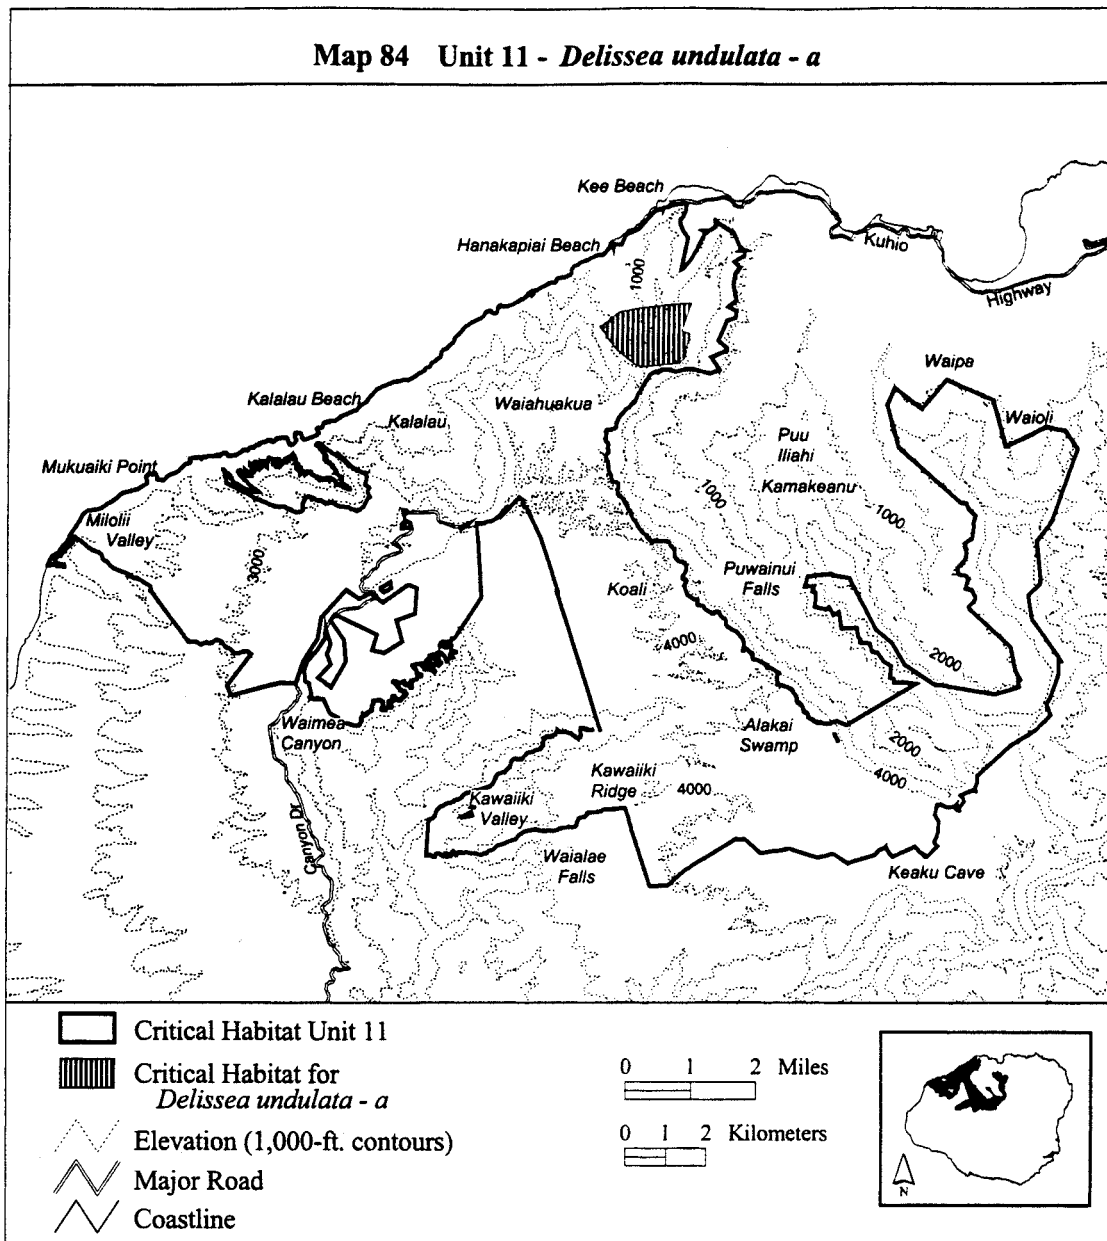 Map 84 Unit 11 - Delissea undulata - a
Kee Beach
Hanakapiai Beach
Kuhio
Highway
1000
Waipa
Kalalau Beach
Waiahuakua
Kalalau
Waioli
Puu
Iliahi
Mukuaiki Point
Kamakeanu
1000
1000
Milolii
Valley
3000
Puwainui
Falls
Koali
4000
2000
Waimea
Canyon
Alakai
Swamp
2000
4000
Kawaiiki
Ridge
4000
Kawaiiki
Valley
Canyon Dr
Waialae
Falls
Keaku Cave
Critical Habitat Unit 11
Critical Habitat for
Delissea undulata - a
Elevation (1,000-ft. contours)
Major Road
Coastline
0 1 2 Miles
0 1 2 Kilometers
N